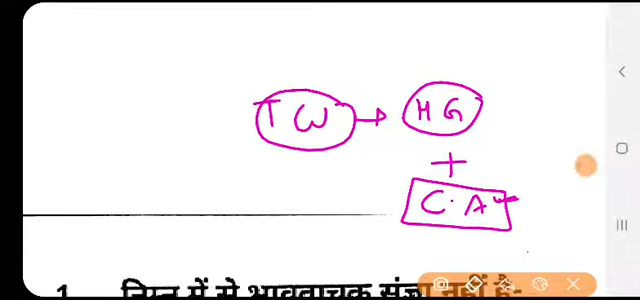 TW → HG
+
C.A
1. निम्न में से भाववाचक संज्ञा नहीं है-